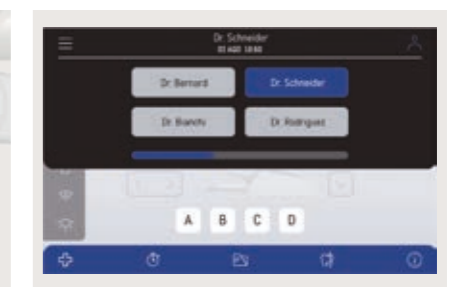 Dr. Schneider
Dr. Bernard Dr. Schneider
Dr. Bianchi Dr. Rodriguez
A B C D